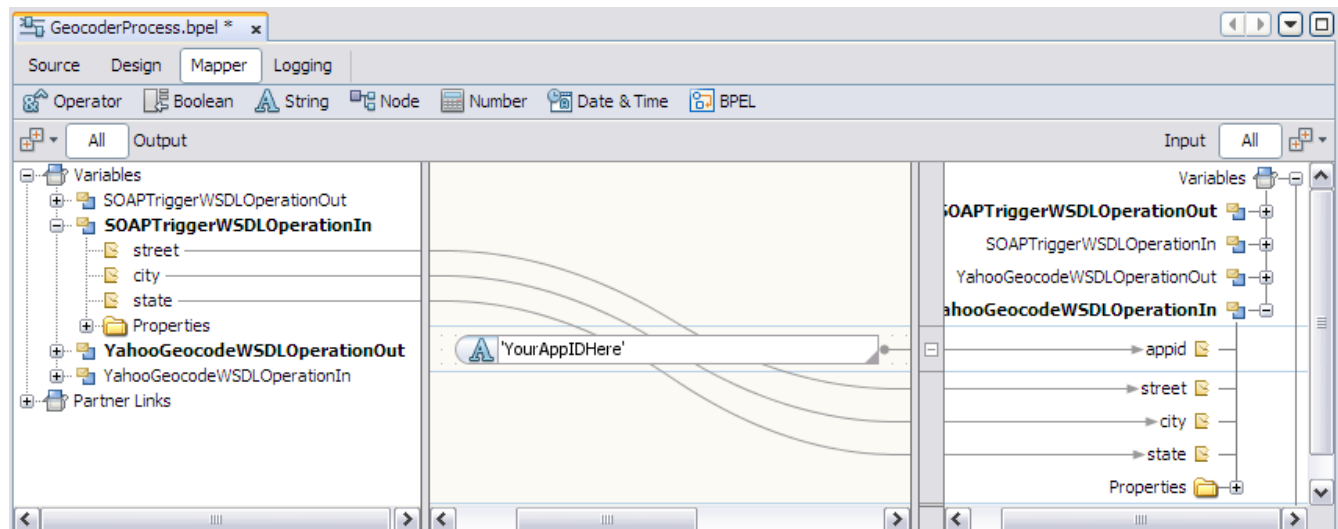 GeocoderProcess.bpel *
Source Design Mapper Logging
Operator Boolean String Node Number Date & Time BPEL
All Output Input All
Variables
SOAPTriggerWSDLOperationOut
SOAPTriggerWSDLOperationIn
street
city
state
Properties
YahooGeocodeWSDLOperationOut
YahooGeocodeWSDLOperationIn
Partner Links
'YourAppIDHere'
Variables
SOAPTriggerWSDLOperationOut
SOAPTriggerWSDLOperationIn
YahooGeocodeWSDLOperationOut
ahooGeocodeWSDLOperationIn
appid
street
city
state
Properties